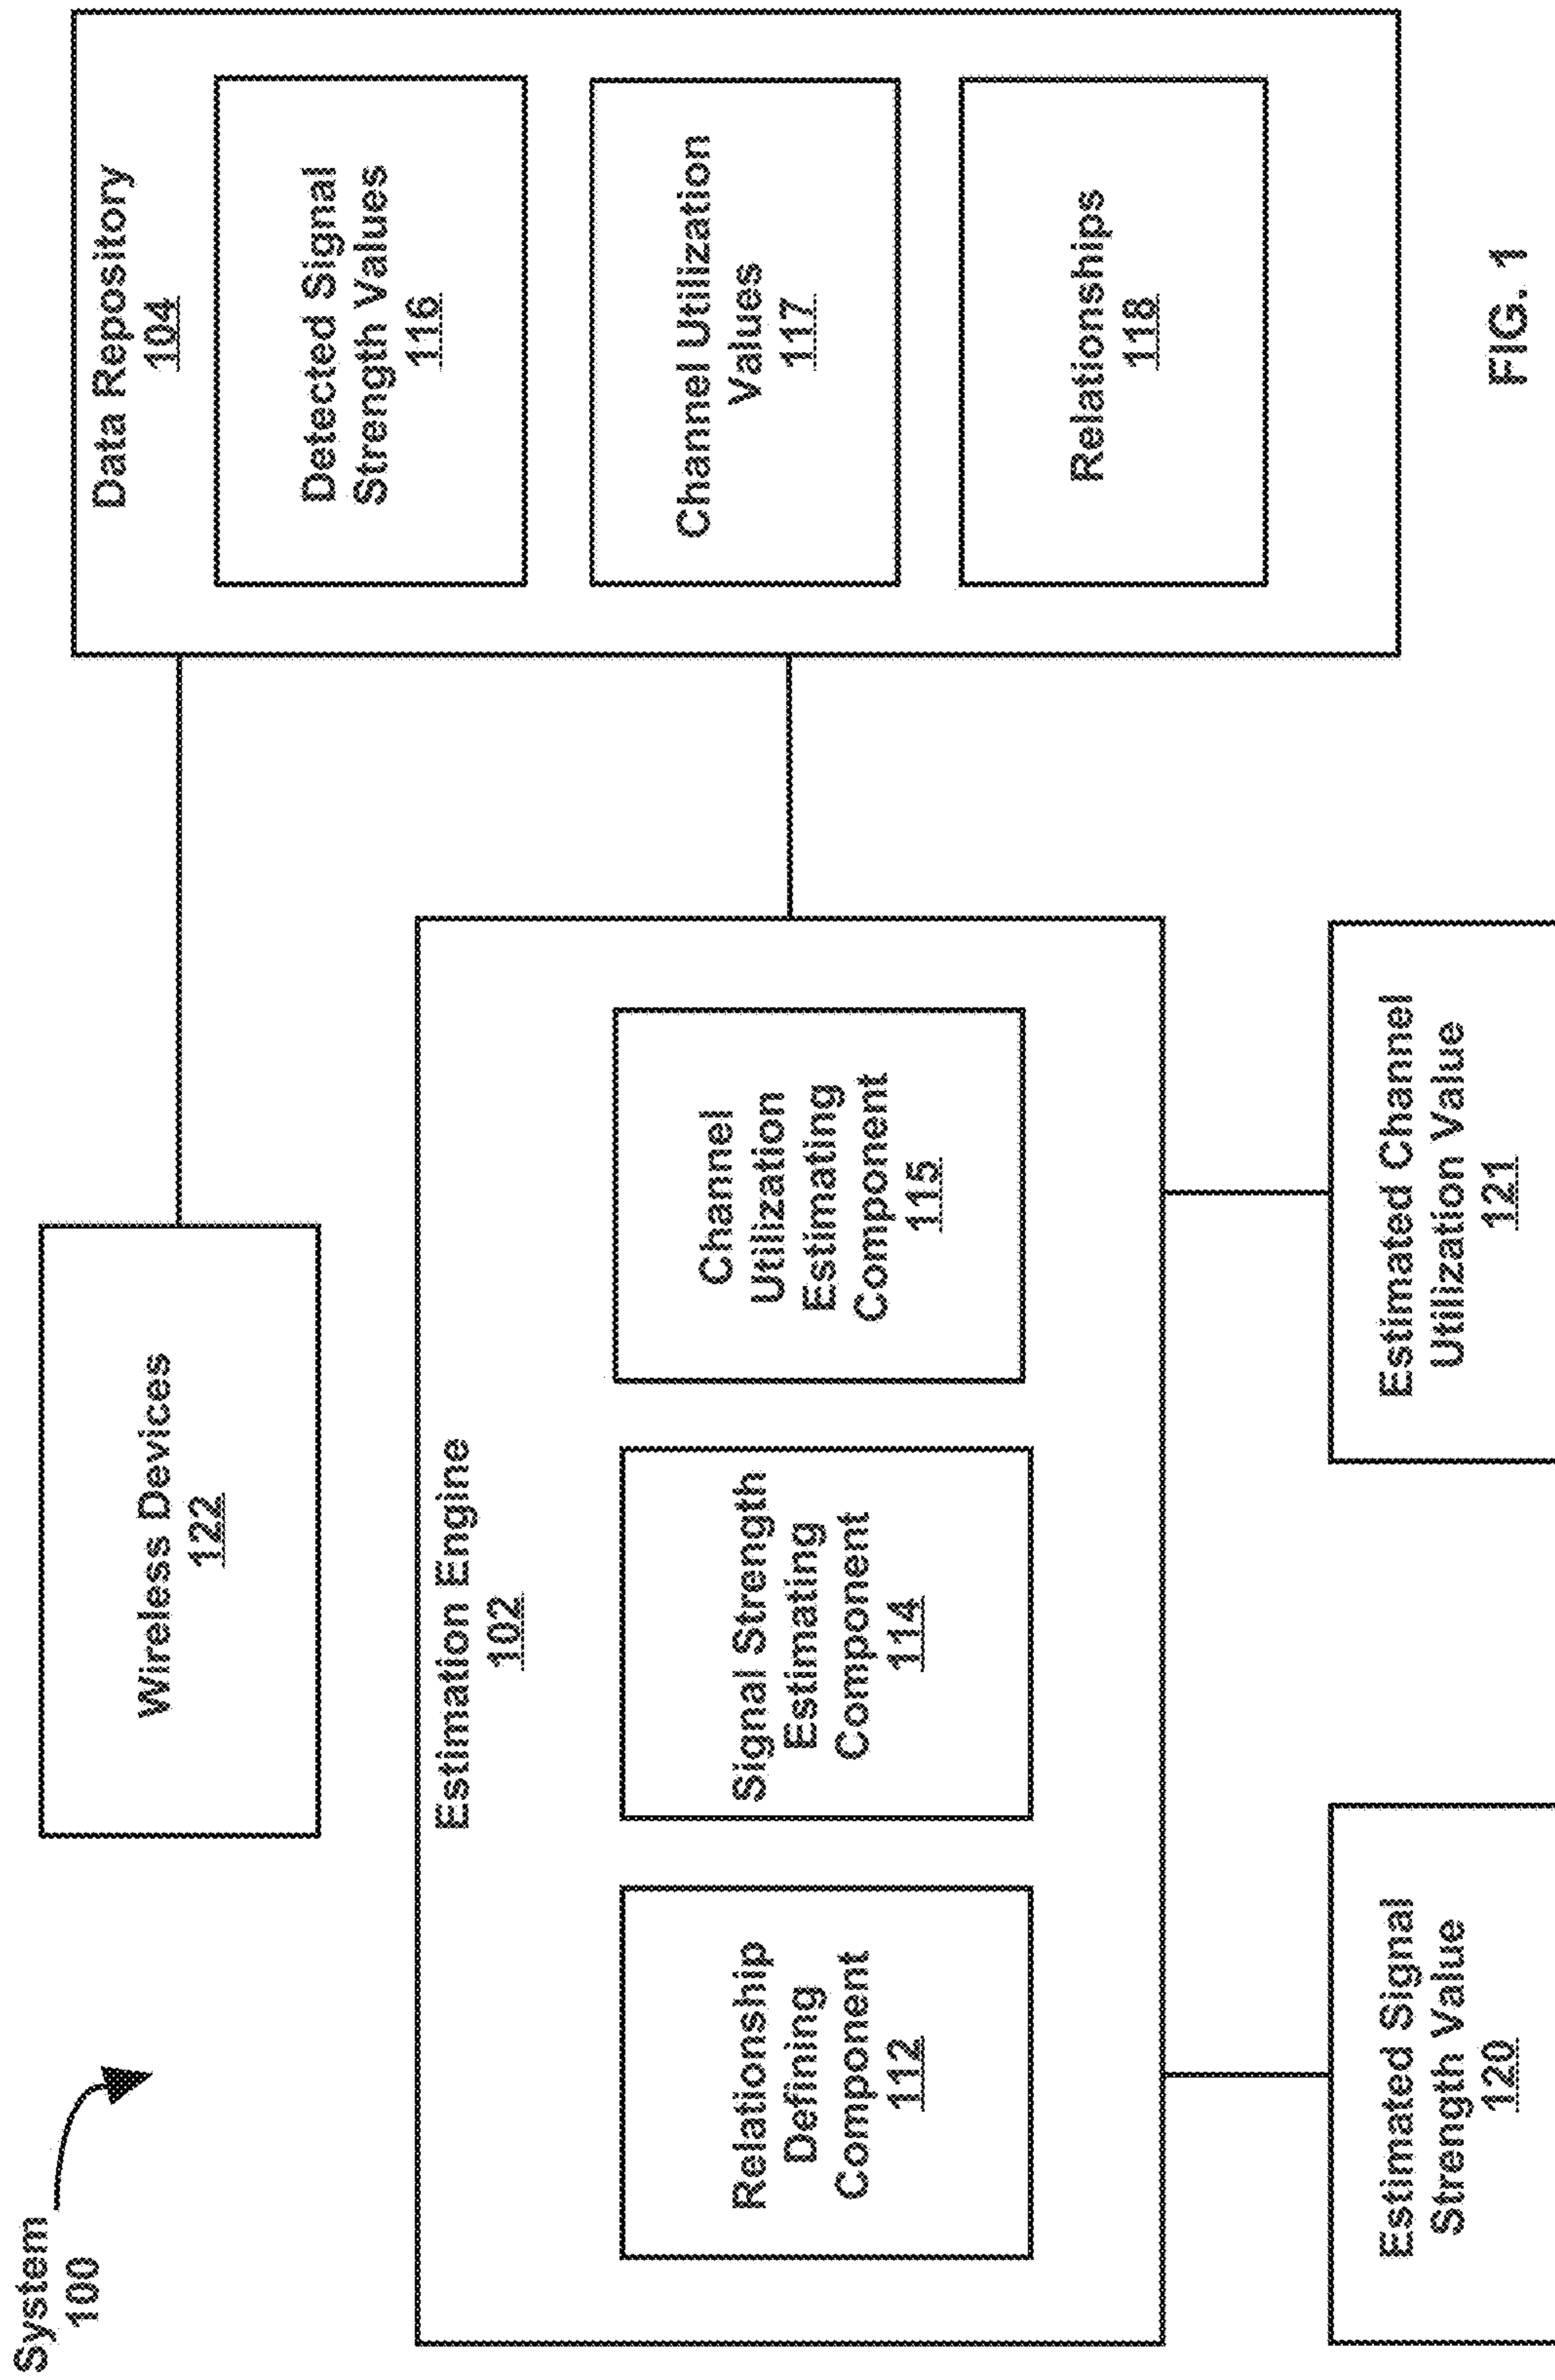 System
100
Wireless Devices
122
Data Repository
104
Detected Signal
Strength Values
116
Channel Utilization
Values
117
Relationships
118
Estimation Engine
102
Relationship
Defining
Component
112
Signal Strength
Estimating
Component
114
Channel
Utilization
Estimating
Component
115
Estimated Signal
Strength Value
120
Estimated Channel
Utilization Value
121
FIG. 1